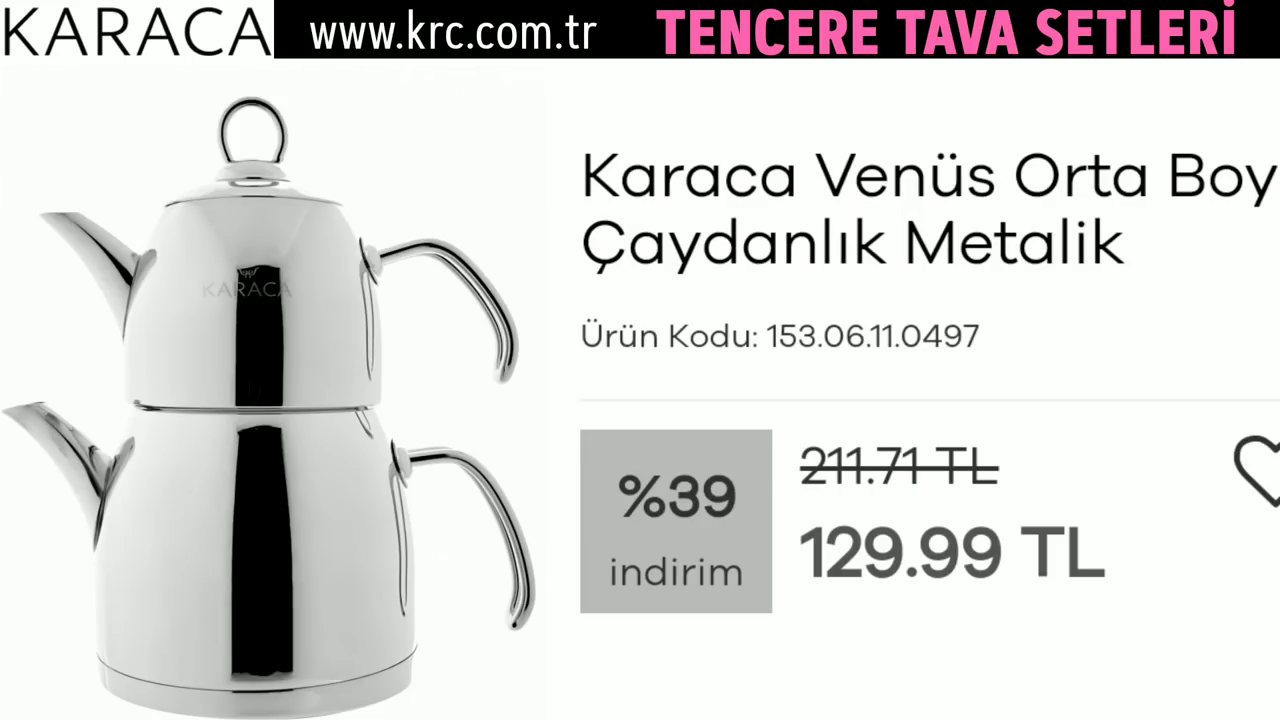 KARACA
www.krc.com.tr
TENCERE TAVA SETLERİ
KARACA
Karaca Venüs Orta Boy
Çaydanlık Metalik
Ürün Kodu: 153.06.11.0497
%39
indirim
211.71 TL
129.99 TL